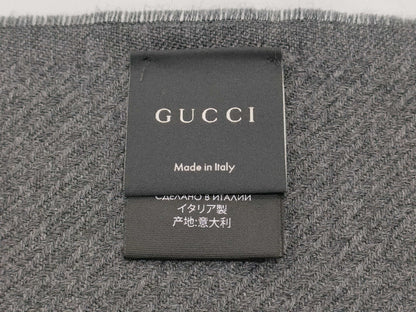 GUCCI
Made in Italy
СДЕЛАНО В ИТАЛИИ
イタリア製
产地:意大利